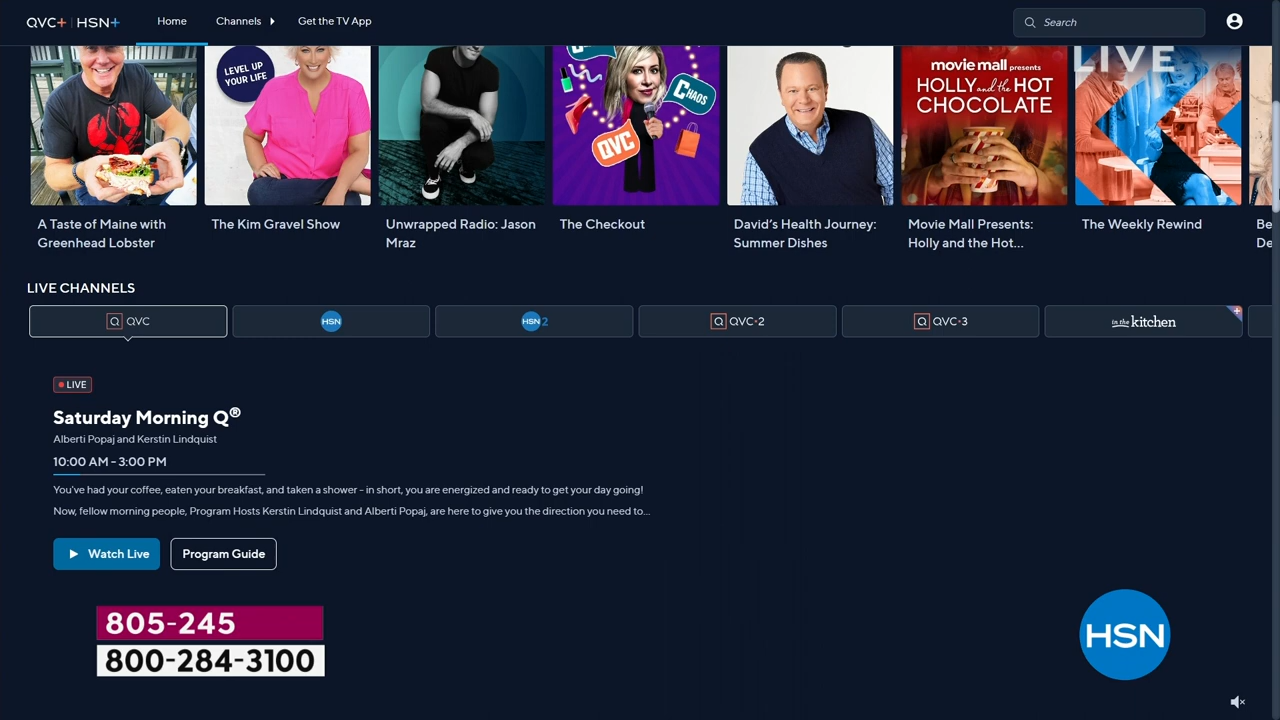 QVC+ | HSN+
Home
Channels
Get the TV App
Search
LEVEL UP
YOUR LIFE
CHAOS
QVC
movie mall presents
HOLLY and the HOT
CHOCOLATE
LIVE
A Taste of Maine with
Greenhead Lobster
The Kim Gravel Show
Unwrapped Radio: Jason
Mraz
The Checkout
David's Health Journey:
Summer Dishes
Movie Mall Presents:
Holly and the Hot...
The Weekly Rewind
Be
De
LIVE CHANNELS
Q QVC
HSN
HSN 2
Q QVC•2
Q QVC•3
in the kitchen
LIVE
Saturday Morning Q®
Alberti Popaj and Kerstin Lindquist
10:00 AM - 3:00 PM
You've had your coffee, eaten your breakfast, and taken a shower - in short, you are energized and ready to get your day going!
Now, fellow morning people, Program Hosts Kerstin Lindquist and Alberti Popaj, are here to give you the direction you need to...
Watch Live
Program Guide
805-245
800-284-3100
HSN